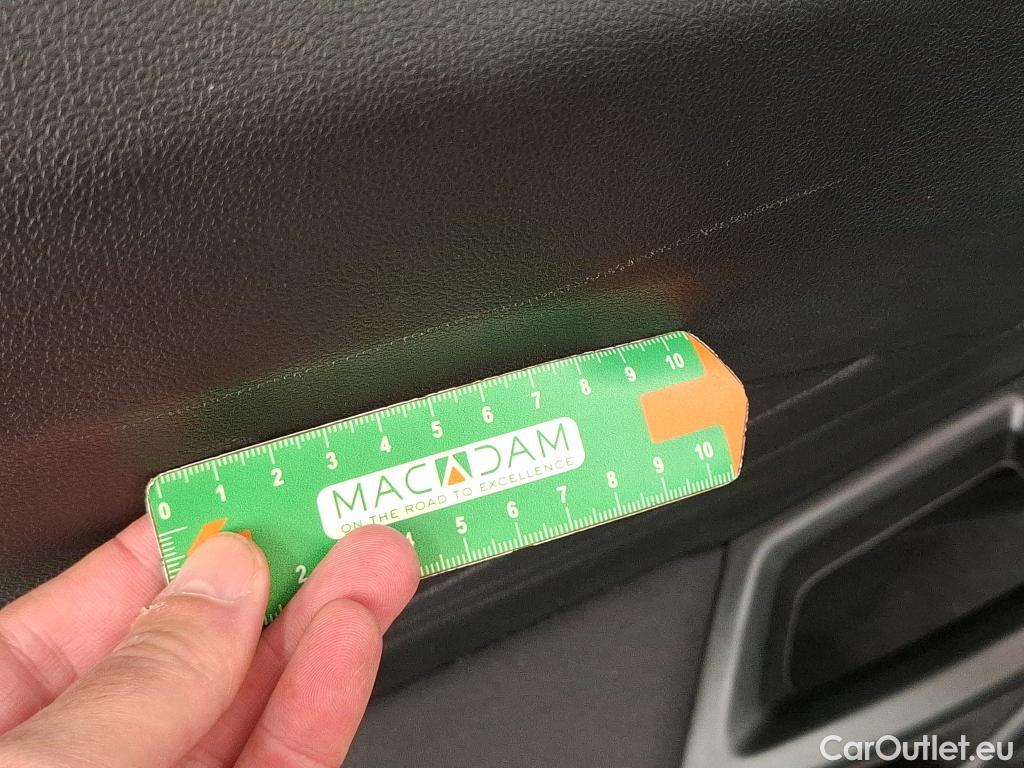 0 1 2 3 4 5 6 7 8 9 10
MACADAM
ON THE ROAD TO EXCELLENCE
2 4 5 6 7 8 9 10
CarOutlet.eu